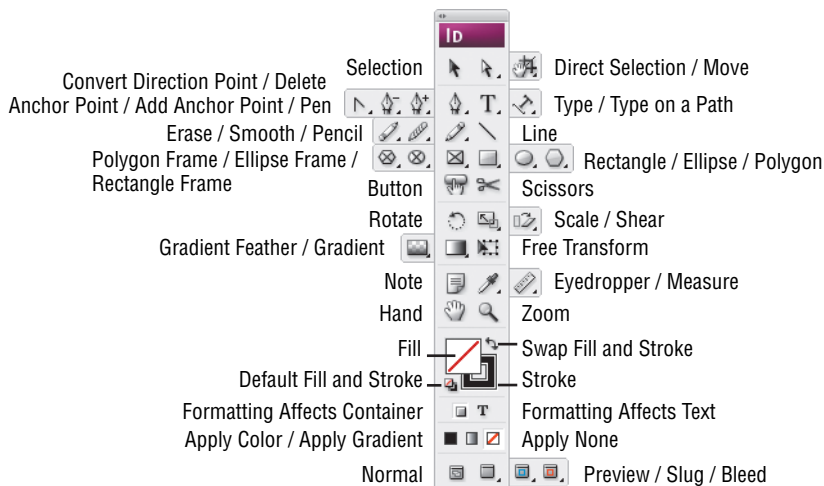 ID
Selection
Direct Selection / Move
Convert Direction Point / Delete
Anchor Point / Add Anchor Point / Pen
Type / Type on a Path
Erase / Smooth / Pencil
Line
Polygon Frame / Ellipse Frame /
Rectangle Frame
Rectangle / Ellipse / Polygon
Button
Scissors
Rotate
Scale / Shear
Gradient Feather / Gradient
Free Transform
Note
Eyedropper / Measure
Hand
Zoom
Fill
Swap Fill and Stroke
Default Fill and Stroke
Stroke
Formatting Affects Container
T
Formatting Affects Text
Apply Color / Apply Gradient
Apply None
Normal
Preview / Slug / Bleed